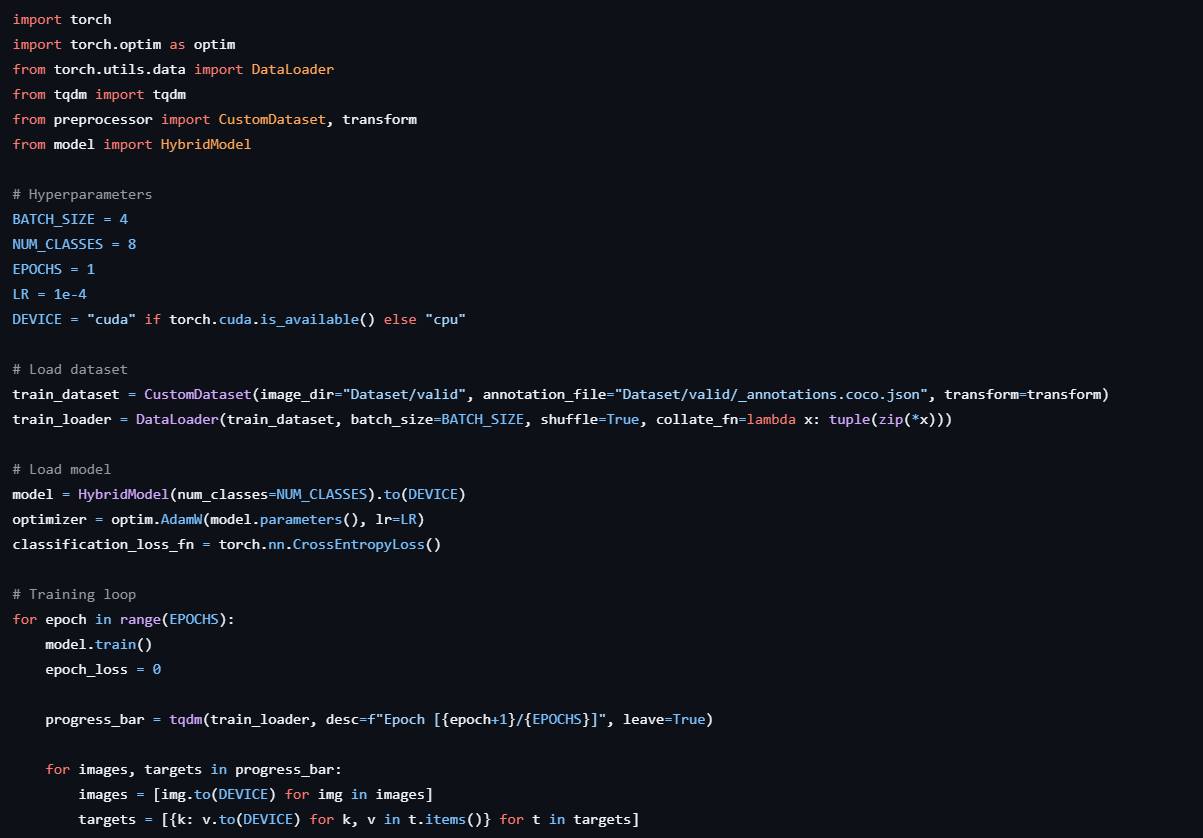 import torch
import torch.optim as optim
from torch.utils.data import DataLoader
from tqdm import tqdm
from preprocessor import CustomDataset, transform
from model import HybridModel

# Hyperparameters
BATCH_SIZE = 4
NUM_CLASSES = 8
EPOCHS = 1
LR = 1e-4
DEVICE = "cuda" if torch.cuda.is_available() else "cpu"

# Load dataset
train_dataset = CustomDataset(image_dir="Dataset/valid", annotation_file="Dataset/valid/_annotations.coco.json", transform=transform)
train_loader = DataLoader(train_dataset, batch_size=BATCH_SIZE, shuffle=True, collate_fn=lambda x: tuple(zip(*x)))

# Load model
model = HybridModel(num_classes=NUM_CLASSES).to(DEVICE)
optimizer = optim.AdamW(model.parameters(), lr=LR)
classification_loss_fn = torch.nn.CrossEntropyLoss()

# Training loop
for epoch in range(EPOCHS):
    model.train()
    epoch_loss = 0

    progress_bar = tqdm(train_loader, desc=f"Epoch [{epoch+1}/{EPOCHS}]", leave=True)

    for images, targets in progress_bar:
        images = [img.to(DEVICE) for img in images]
        targets = [{k: v.to(DEVICE) for k, v in t.items()} for t in targets]